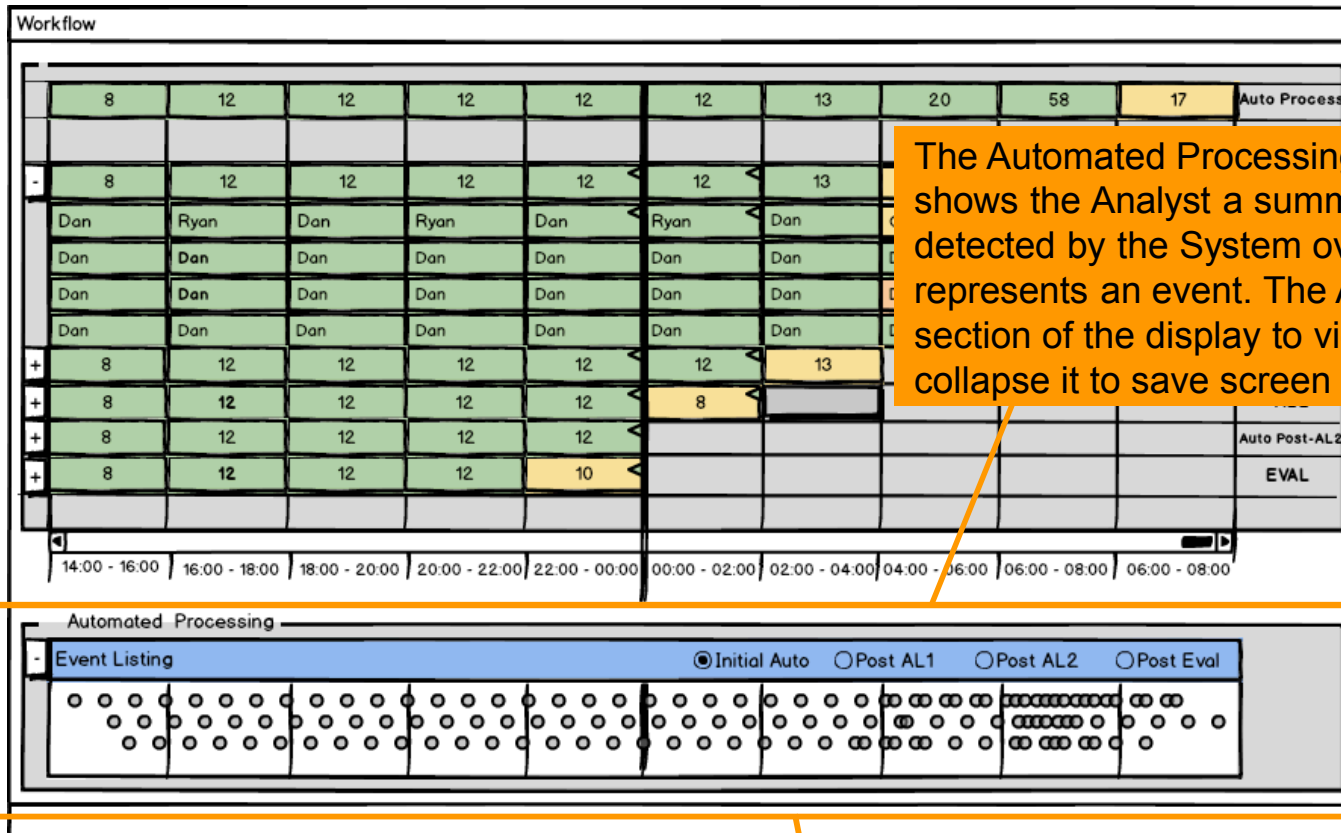 Workflow
8 12 12 12 12 12 13 20 58 17 Auto Process
- 8 12 12 12 12 12 13
Dan Ryan Dan Ryan Dan Ryan Dan
Dan Dan Dan Dan Dan Dan Dan
Dan Dan Dan Dan Dan Dan Dan
Dan Dan Dan Dan Dan Dan Dan
+ 8 12 12 12 12 12 13
+ 8 12 12 12 12 8
+ 8 12 12 12 12 Auto Post-AL2
+ 8 12 12 12 10 EVAL
The Automated Processing
shows the Analyst a summ
detected by the System ov
represents an event. The A
section of the display to vi
collapse it to save screen
14:00 - 16:00 16:00 - 18:00 18:00 - 20:00 20:00 - 22:00 22:00 - 00:00 00:00 - 02:00 02:00 - 04:00 04:00 - 06:00 06:00 - 08:00 06:00 - 08:00
Automated Processing
- Event Listing Initial Auto Post AL1 Post AL2 Post Eval